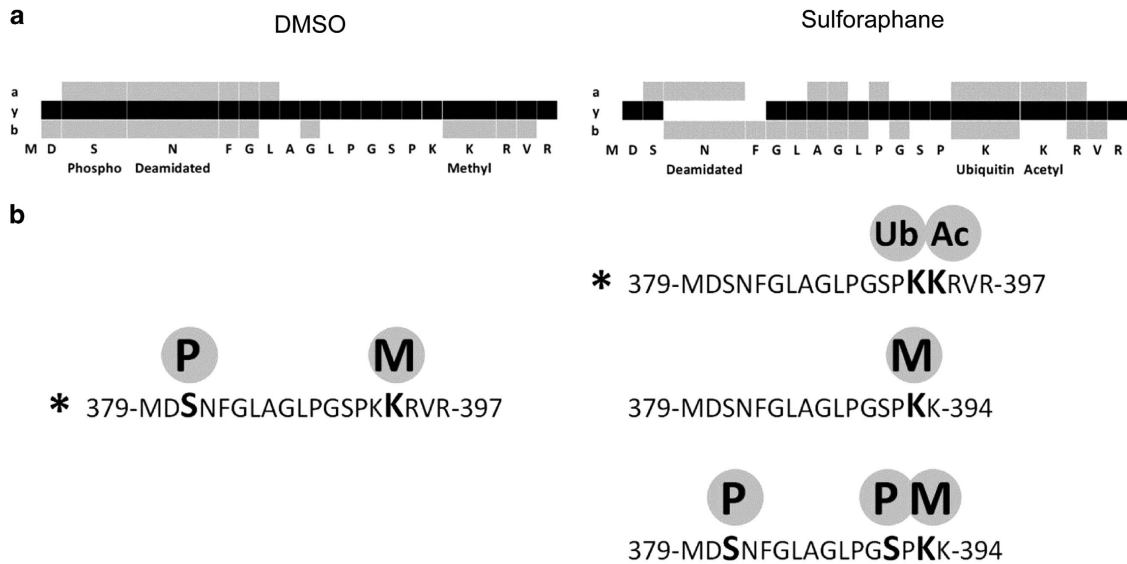 a
DMSO
a
y
b
M D S N F G L A G L P G S P K K R V R
Phospho Deamidated Methyl
Sulforaphane
a
y
b
M D S N F G L A G L P G S P K K R V R
Deamidated Ubiquitin Acetyl
b
P M
* 379-MDSNFGLAGLPGSPKKRVR-397
Ub Ac
* 379-MDSNFGLAGLPGSPKKRVR-397
M
379-MDSNFGLAGLPGSPKK-394
P P M
379-MDSNFGLAGLPGSPKK-394